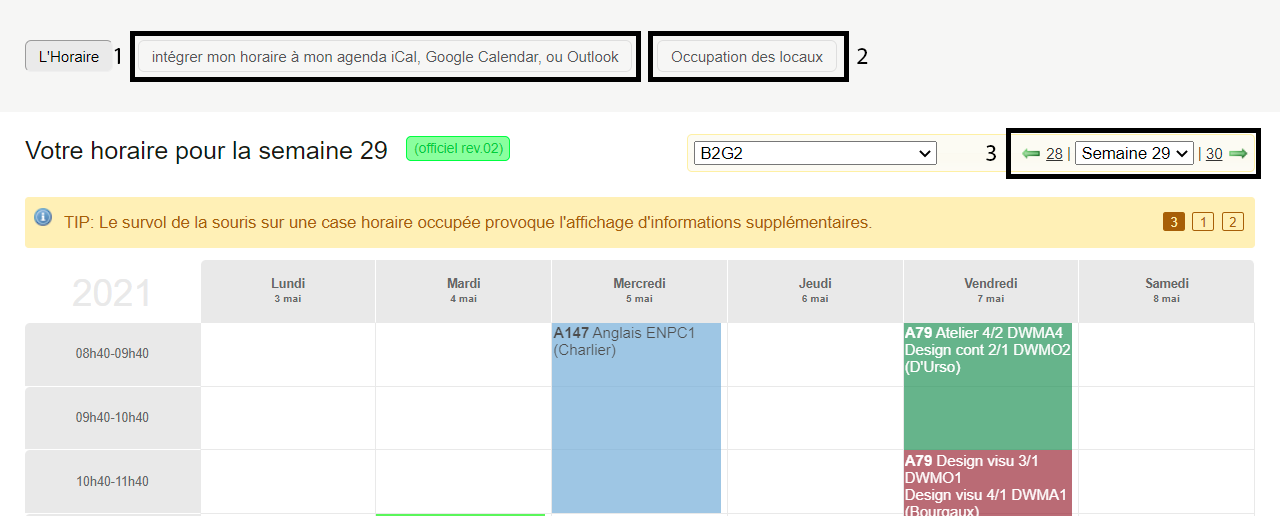 L'Horaire 1 intégrer mon horaire à mon agenda iCal, Google Calendar, ou Outlook Occupation des locaux 2
Votre horaire pour la semaine 29 (officiel rev.02) B2G2 3 28 | Semaine 29 | 30
TIP: Le survol de la souris sur une case horaire occupée provoque l'affichage d'informations supplémentaires. 3 1 2
2021 Lundi Mardi Mercredi Jeudi Vendredi Samedi
3 mai 4 mai 5 mai 6 mai 7 mai 8 mai
08h40-09h40
A147 Anglais ENPC1
(Charlier)
A79 Atelier 4/2 DWMA4
Design cont 2/1 DWMO2
(D'Urso)
09h40-10h40
10h40-11h40
A79 Design visu 3/1
DWMO1
Design visu 4/1 DWMA1
(Bourgaux)